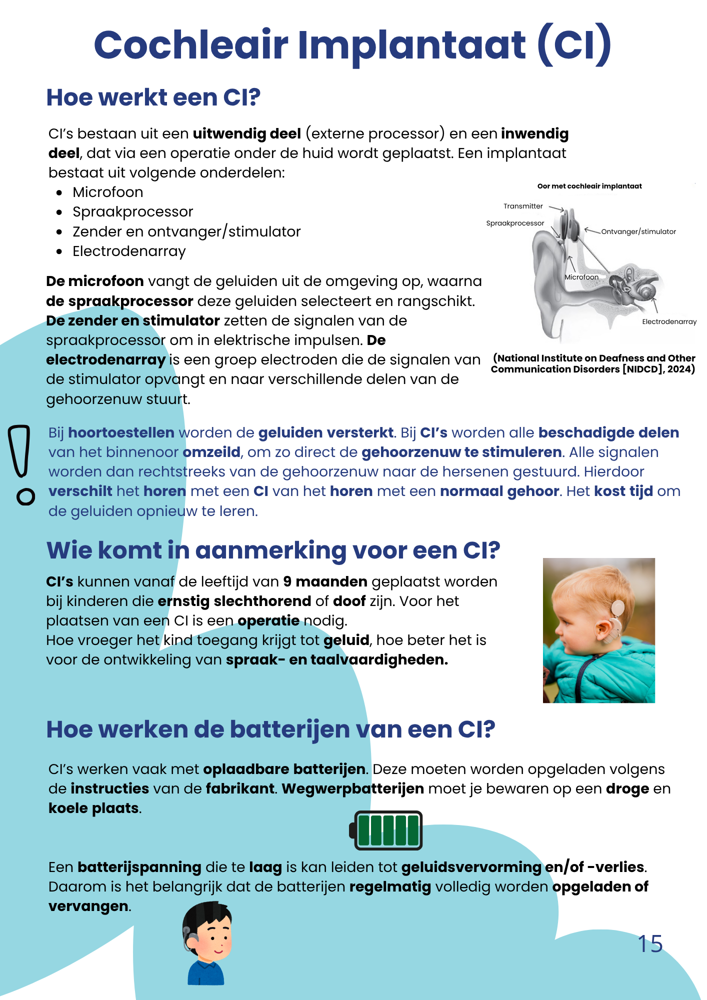 Cochleair Implantaat (CI)
Hoe werkt een CI?
CI’s bestaan uit een uitwendig deel (externe processor) en een inwendig
deel, dat via een operatie onder de huid wordt geplaatst. Een implantaat
bestaat uit volgende onderdelen:
• Microfoon
• Spraakprocessor
• Zender en ontvanger/stimulator
• Electrodenarray
Oor met cochleair implantaat
Transmitter
Spraakprocessor
Ontvanger/stimulator
Microfoon
Electrodenarray
(National Institute on Deafness and Other
Communication Disorders [NIDCD], 2024)
De microfoon vangt de geluiden uit de omgeving op, waarna
de spraakprocessor deze geluiden selecteert en rangschikt.
De zender en stimulator zetten de signalen van de
spraakprocessor om in elektrische impulsen. De
electrodenarray is een groep electroden die de signalen van
de stimulator opvangt en naar verschillende delen van de
gehoorzenuw stuurt.
Bij hoortoestellen worden de geluiden versterkt. Bij CI’s worden alle beschadigde delen
van het binnenoor omzeild, om zo direct de gehoorzenuw te stimuleren. Alle signalen
worden dan rechtstreeks van de gehoorzenuw naar de hersenen gestuurd. Hierdoor
verschilt het horen met een CI van het horen met een normaal gehoor. Het kost tijd om
de geluiden opnieuw te leren.
Wie komt in aanmerking voor een CI?
CI’s kunnen vanaf de leeftijd van 9 maanden geplaatst worden
bij kinderen die ernstig slechthorend of doof zijn. Voor het
plaatsen van een CI is een operatie nodig.
Hoe vroeger het kind toegang krijgt tot geluid, hoe beter het is
voor de ontwikkeling van spraak- en taalvaardigheden.
Hoe werken de batterijen van een CI?
CI’s werken vaak met oplaadbare batterijen. Deze moeten worden opgeladen volgens
de instructies van de fabrikant. Wegwerpbatterijen moet je bewaren op een droge en
koele plaats.
Een batterijspanning die te laag is kan leiden tot geluidsvervorming en/of -verlies.
Daarom is het belangrijk dat de batterijen regelmatig volledig worden opgeladen of
vervangen.
15